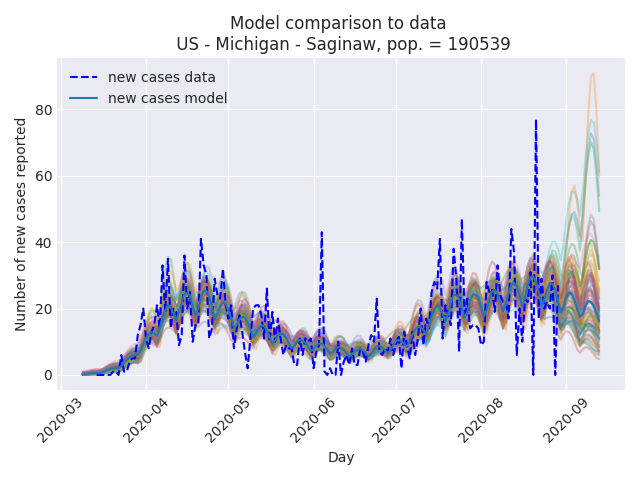 Model comparison to data
US - Michigan - Saginaw, pop. = 190539
new cases data
new cases model
Number of new cases reported
80
60
40
20
0
2020-03
2020-04
2020-05
2020-06
2020-07
2020-08
2020-09
Day